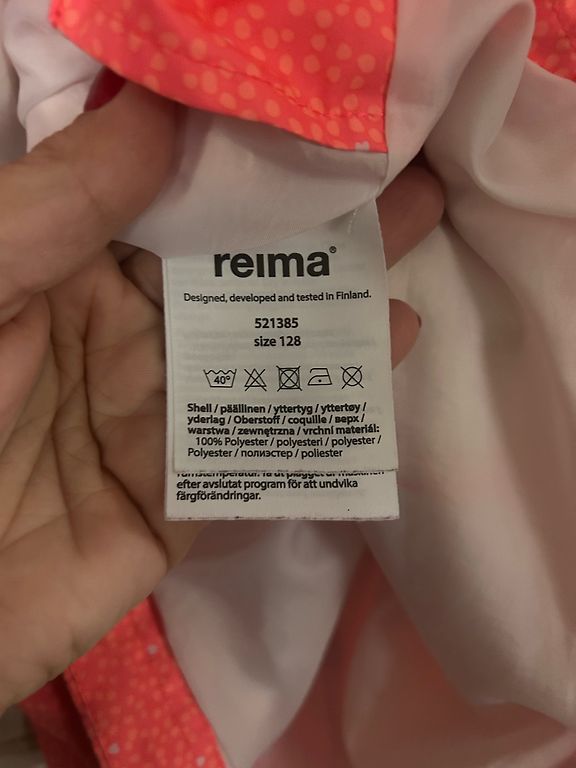 reima®
Designed, developed and tested in Finland.
521385
size 128
40°
Shell / päällinen / yttertyg / yttertøy /
yderlag / Oberstoff / coquille / верх /
warstwa / zewnętrzna / vrchní materiál:
100% Polyester / polyesteri / polyester /
Polyester / полиэстер / poliester
efter avslutat program för att undvika
färgförändringar.